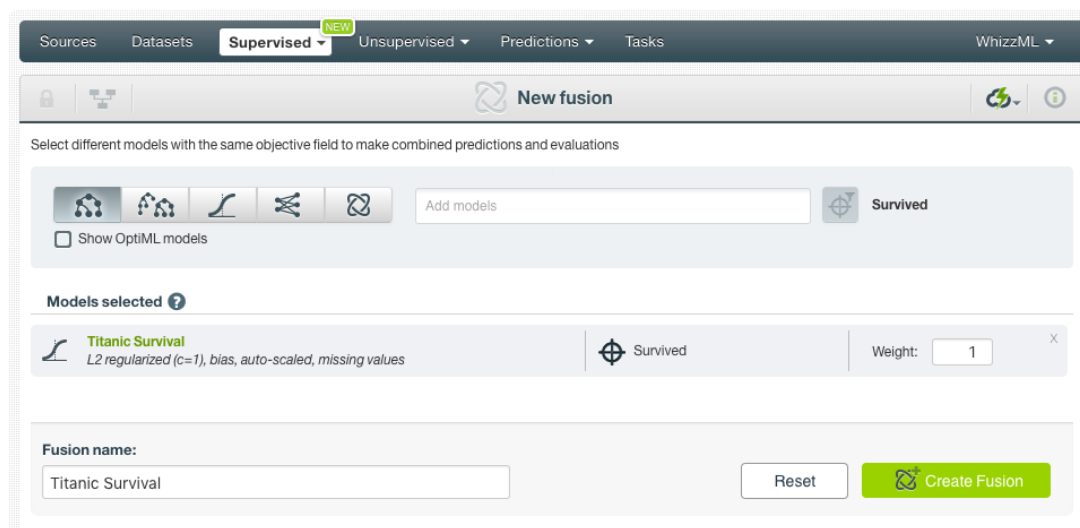 Sources Datasets Supervised NEW Unsupervised Predictions Tasks WhizzML
New fusion
Select different models with the same objective field to make combined predictions and evaluations
Add models Survived
Show OptiML models
Models selected ?
Titanic Survival
L2 regularized (c=1), bias, auto-scaled, missing values
Survived
Weight: 1 X
Fusion name:
Titanic Survival
Reset Create Fusion